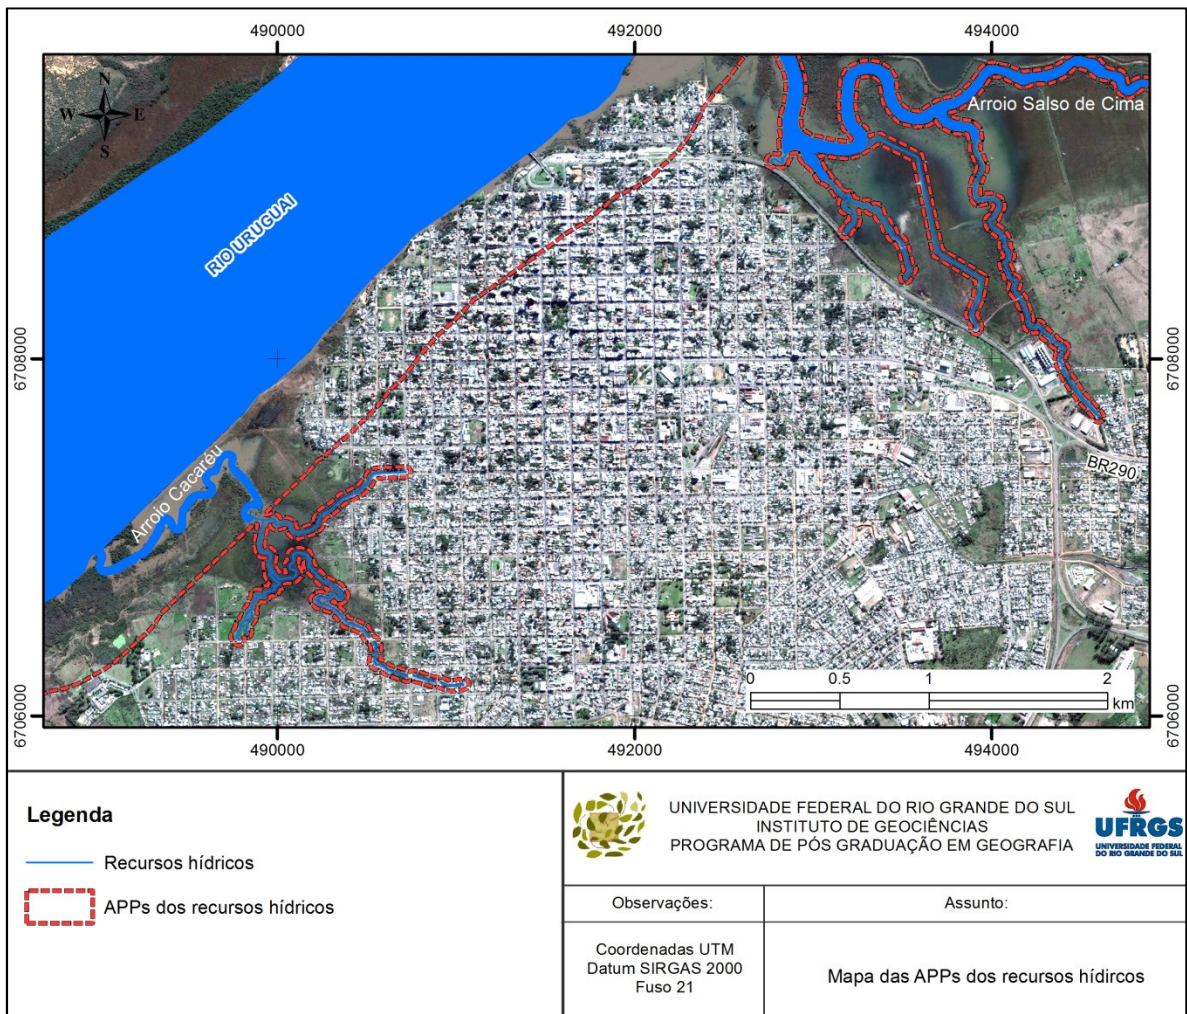 490000
492000
494000
N
W
E
S
Arroio Salso de Cima
RIO URUGUAI
6708000
6708000
Arroio Cacaréu
BR290
0
0.5
1
2
km
6706000
6706000
490000
492000
494000
Legenda
Recursos hídricos
APPs dos recursos hídricos
UNIVERSIDADE FEDERAL DO RIO GRANDE DO SUL
INSTITUTO DE GEOCIÊNCIAS
PROGRAMA DE PÓS GRADUAÇÃO EM GEOGRAFIA
UFRGS
UNIVERSIDADE FEDERAL
DO RIO GRANDE DO SUL
Observações:
Assunto:
Coordenadas UTM
Datum SIRGAS 2000
Fuso 21
Mapa das APPs dos recursos hídircos